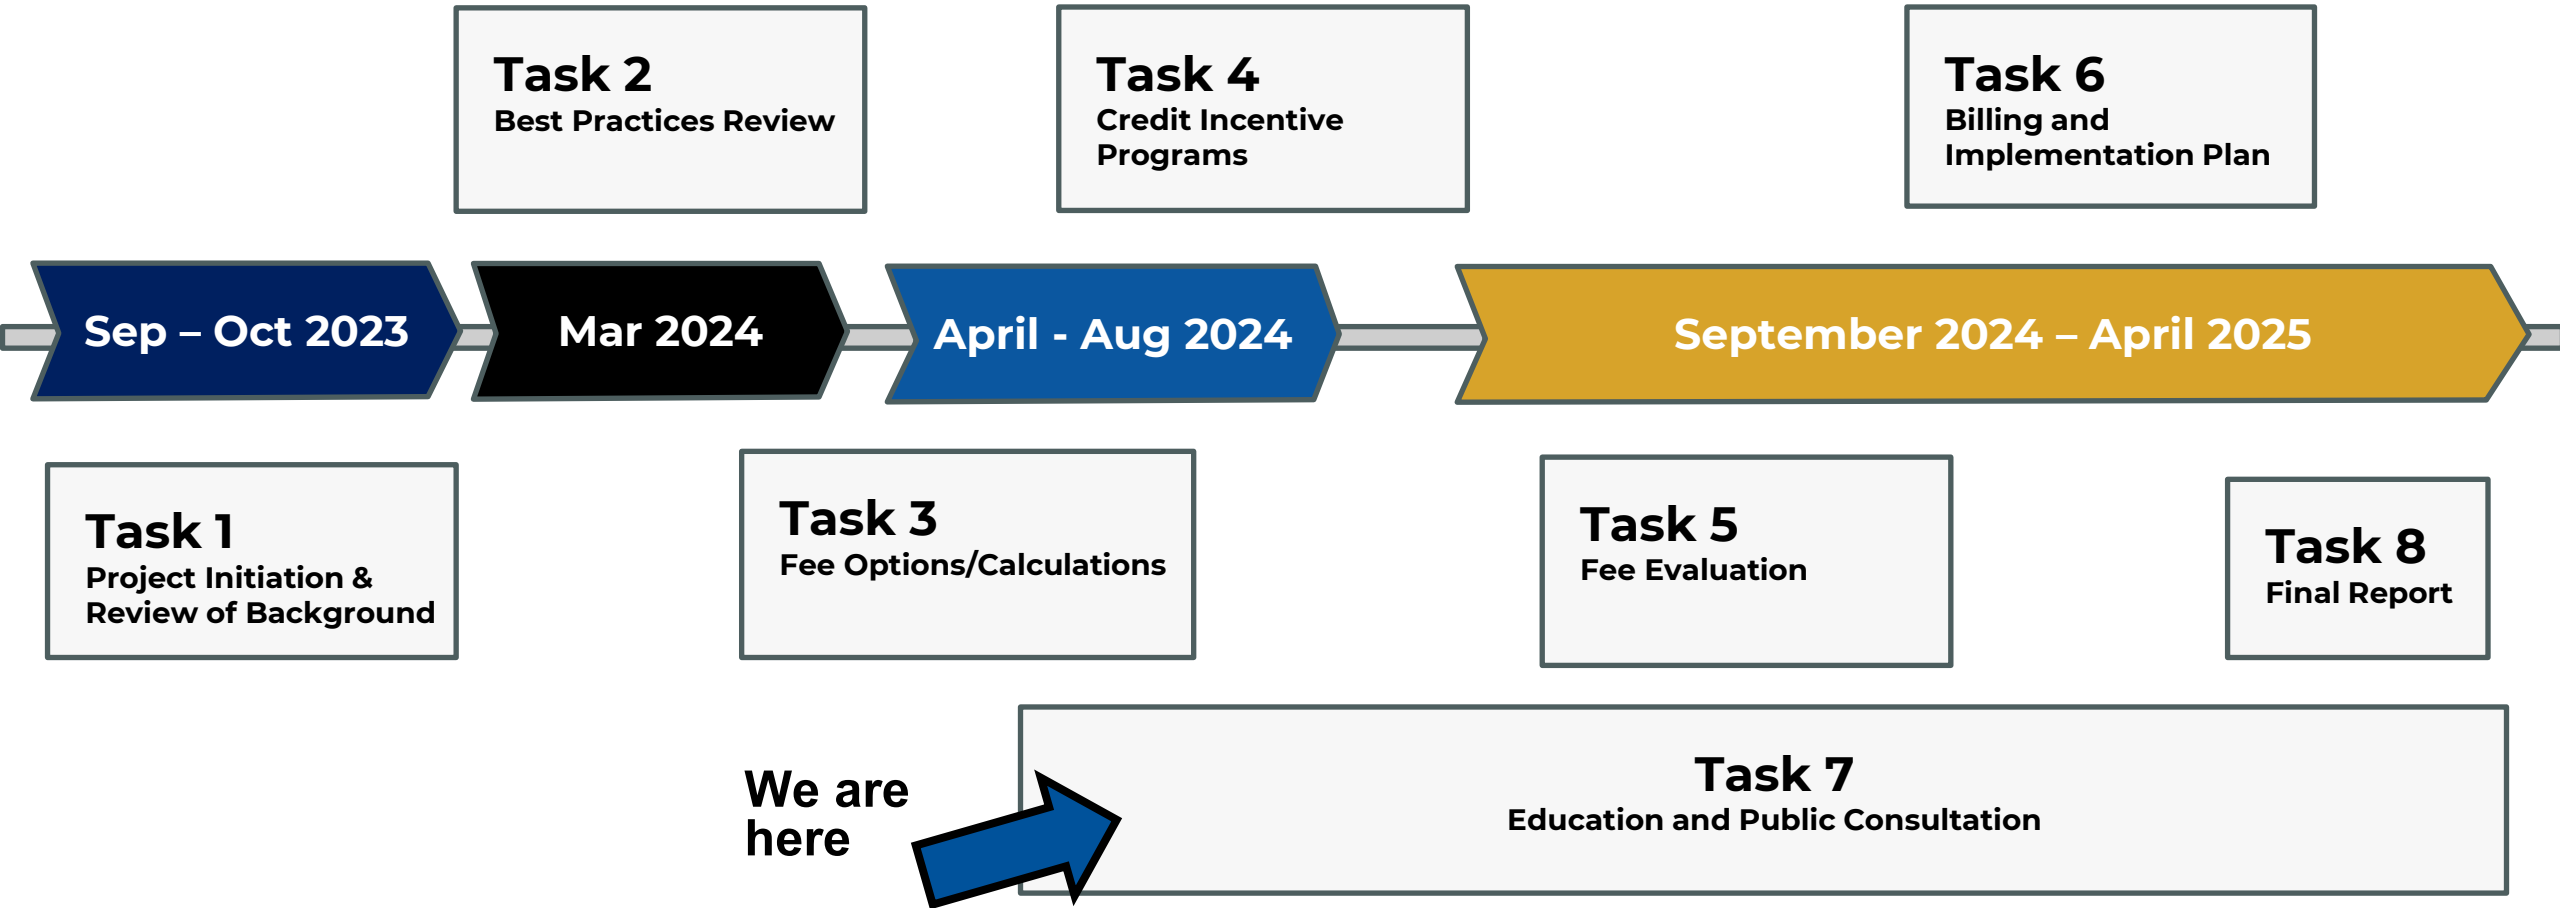 Task 2
Best Practices Review
Task 4
Credit Incentive
Programs
Task 6
Billing and
Implementation Plan
Sep – Oct 2023
Mar 2024
April - Aug 2024
September 2024 – April 2025
Task 1
Project Initiation &
Review of Background
Task 3
Fee Options/Calculations
Task 5
Fee Evaluation
Task 8
Final Report
We are
here
Task 7
Education and Public Consultation